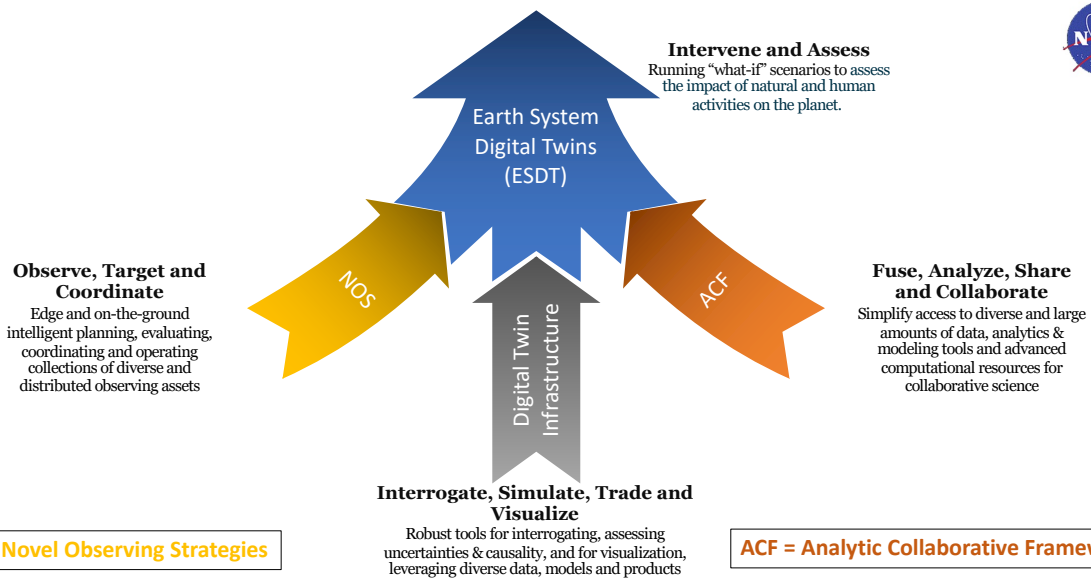 Intervene and Assess
Running “what-if” scenarios to assess
the impact of natural and human
activities on the planet.
Earth System
Digital Twins
(ESDT)
NOS
ACF
Digital Twin
Infrastructure
Observe, Target and
Coordinate
Edge and on-the-ground
intelligent planning, evaluating,
coordinating and operating
collections of diverse and
distributed observing assets
Fuse, Analyze, Share
and Collaborate
Simplify access to diverse and large
amounts of data, analytics &
modeling tools and advanced
computational resources for
collaborative science
Interrogate, Simulate, Trade and
Visualize
Robust tools for interrogating, assessing
uncertainties & causality, and for visualization,
leveraging diverse data, models and products
Novel Observing Strategies
ACF = Analytic Collaborative